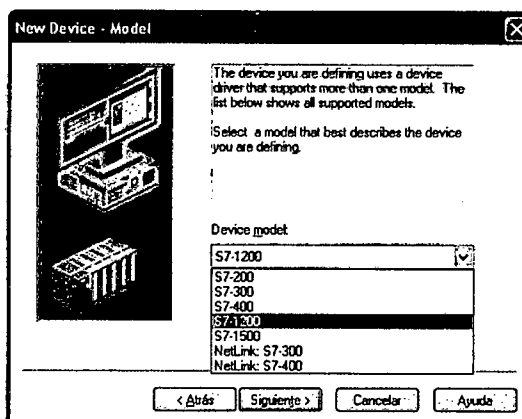 New Device - Model
The device you are defining uses a device
driver that supports more than one model. The
list below shows all supported models.
Select a model that best describes the device
you are defining.
Device model:
S7-1200
S7-200
S7-300
S7-400
S7-1200
S7-1500
NetLink: S7-300
NetLink: S7-400
< Atrás
Siguiente >
Cancelar
Ayuda